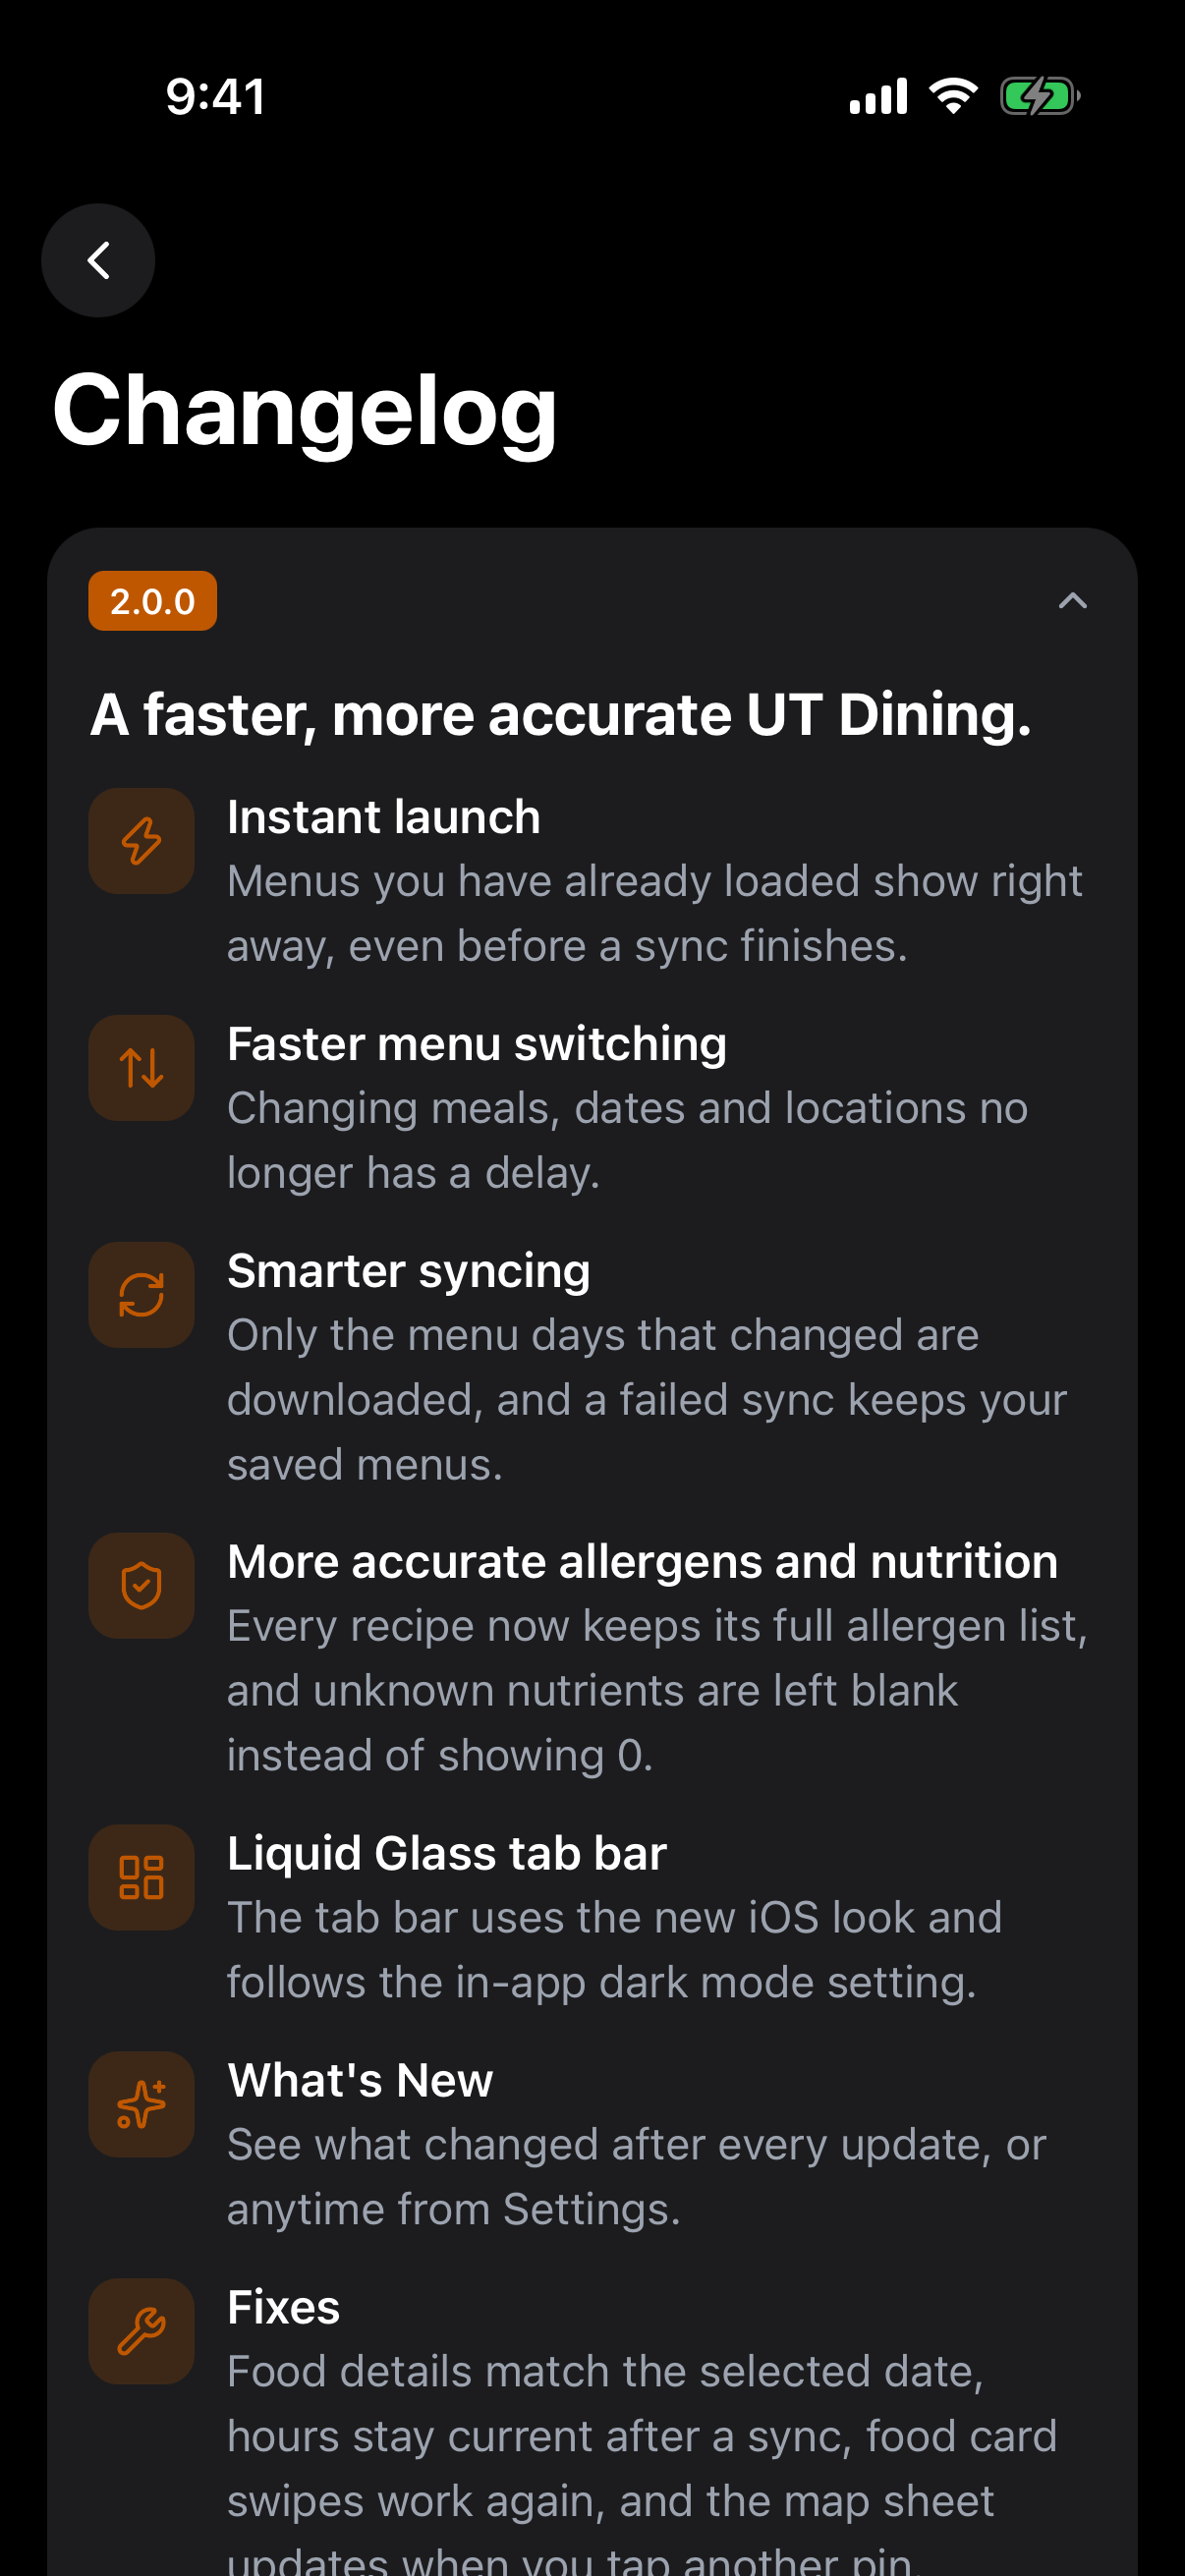 9:41
Changelog
2.0.0
A faster, more accurate UT Dining.
Instant launch
Menus you have already loaded show right
away, even before a sync finishes.
Faster menu switching
Changing meals, dates and locations no
longer has a delay.
Smarter syncing
Only the menu days that changed are
downloaded, and a failed sync keeps your
saved menus.
More accurate allergens and nutrition
Every recipe now keeps its full allergen list,
and unknown nutrients are left blank
instead of showing 0.
Liquid Glass tab bar
The tab bar uses the new iOS look and
follows the in-app dark mode setting.
What's New
See what changed after every update, or
anytime from Settings.
Fixes
Food details match the selected date,
hours stay current after a sync, food card
swipes work again, and the map sheet
updates when you tap another pin.